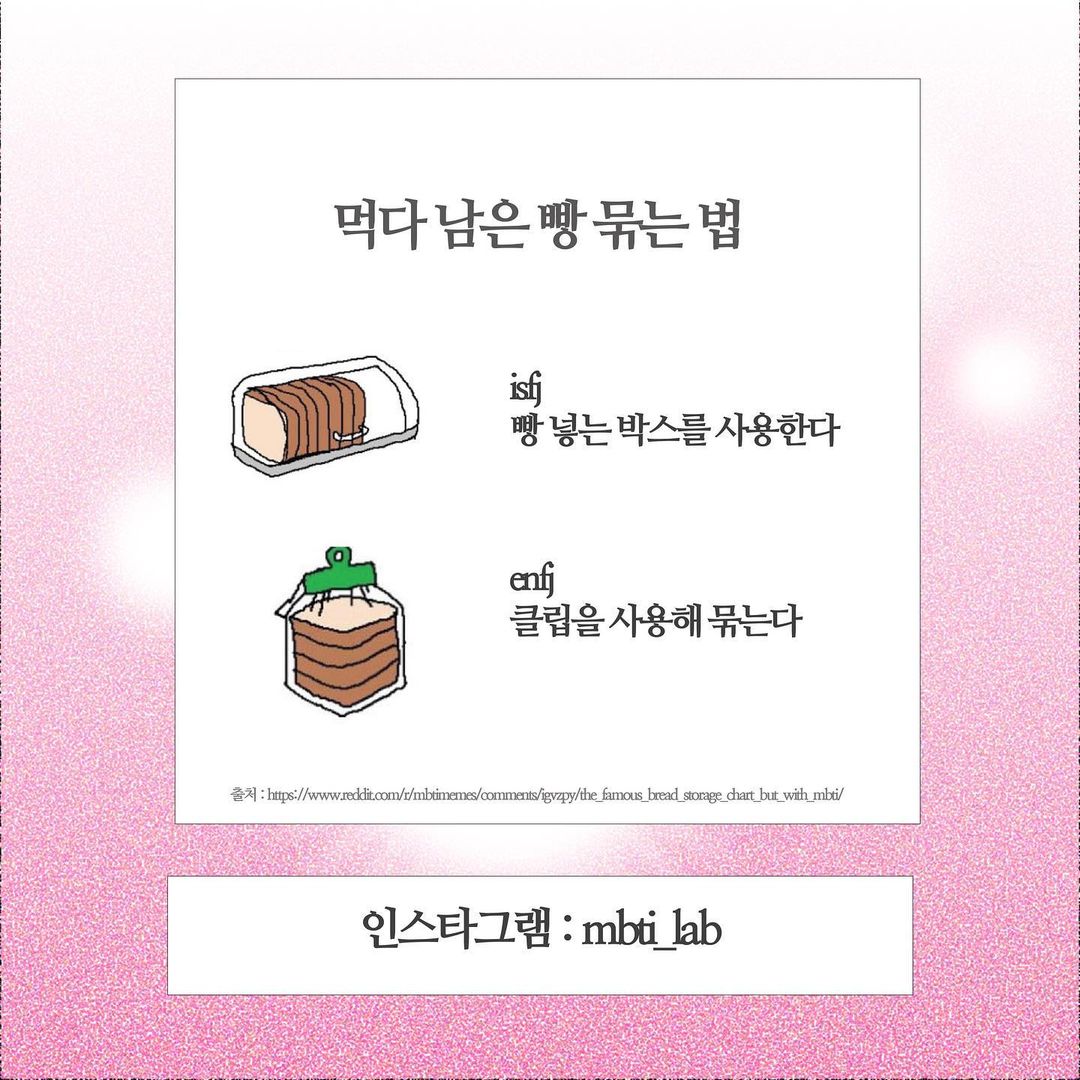 먹다 남은 빵 묶는 법
isfj
빵 넣는 박스를 사용한다
enfj
클립을 사용해 묶는다
출처 : https://www.reddit.com/r/mbtimemes/comments/igvzpy/the_famous_bread_storage_chart_but_with_mbti/
인스타그램 : mbti_lab